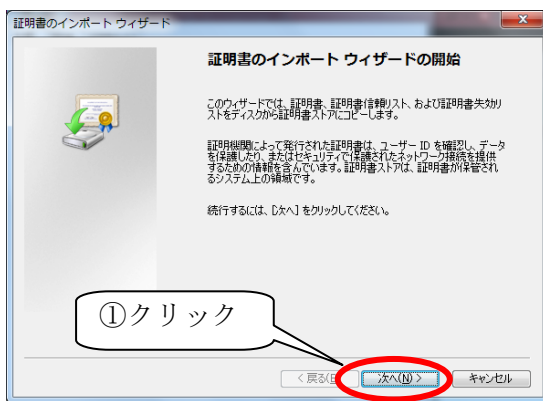 証明書のインポート ウィザード
証明書のインポート ウィザードの開始
このウィザードでは、証明書、証明書信頼リスト、および証明書失効リ
ストをディスクから証明書ストアにコピーします。
証明機関によって発行された証明書は、ユーザー ID を確認し、データ
を保護したり、またはセキュリティで保護されたネットワーク接続を提供
するための情報を含んでいます。証明書ストアは、証明書が保管され
るシステム上の領域です。
続行するには、[次へ] をクリックしてください。
①クリック
< 戻る(B
次へ(N) >
キャンセル